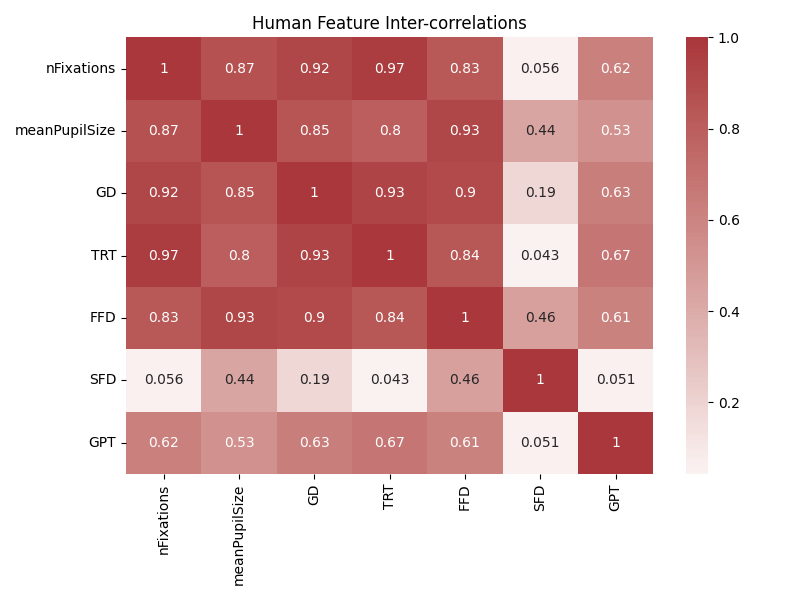 Human Feature Inter-correlations
nFixations 1 0.87 0.92 0.97 0.83 0.056 0.62
meanPupilSize 0.87 1 0.85 0.8 0.93 0.44 0.53
GD 0.92 0.85 1 0.93 0.9 0.19 0.63
TRT 0.97 0.8 0.93 1 0.84 0.043 0.67
FFD 0.83 0.93 0.9 0.84 1 0.46 0.61
SFD 0.056 0.44 0.19 0.043 0.46 1 0.051
GPT 0.62 0.53 0.63 0.67 0.61 0.051 1
nFixations meanPupilSize GD TRT FFD SFD GPT
1.0
0.8
0.6
0.4
0.2